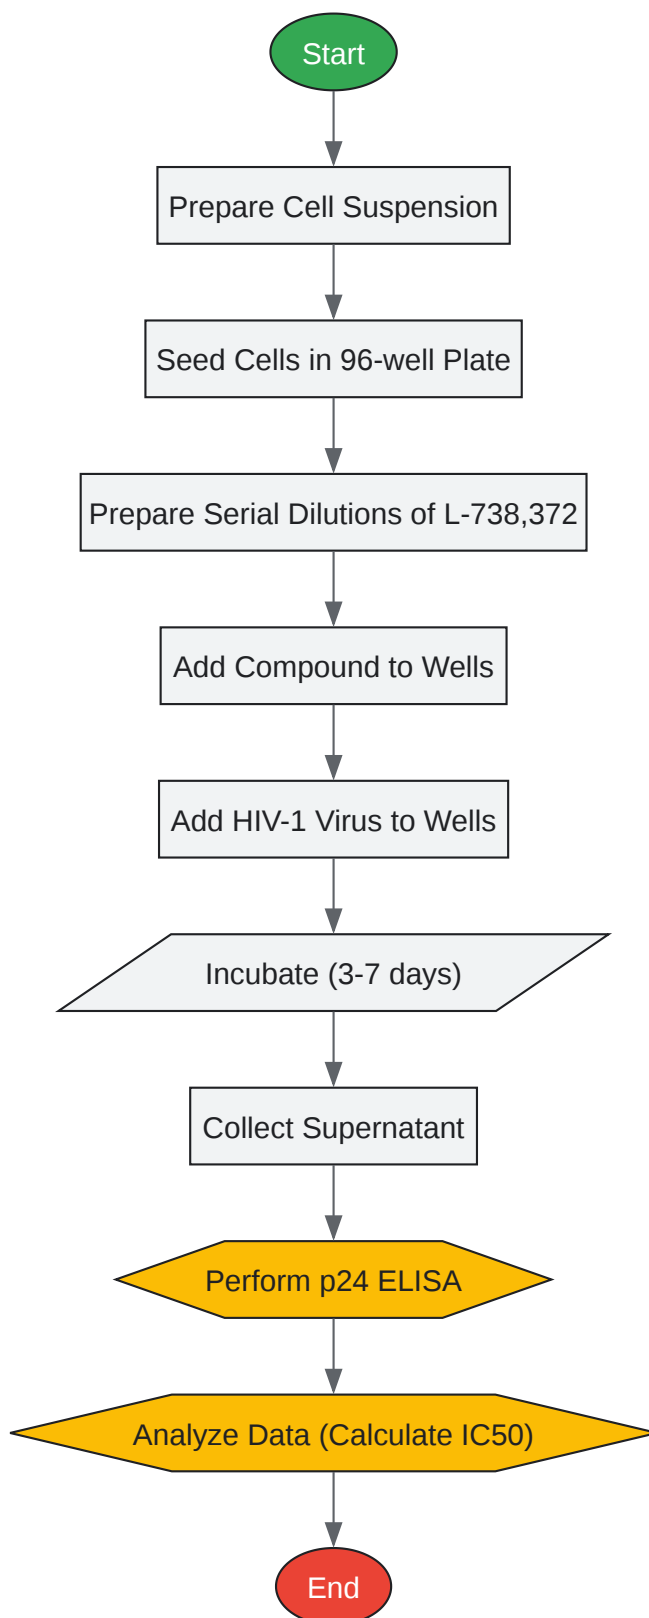 Start
Prepare Cell Suspension
Seed Cells in 96-well Plate
Prepare Serial Dilutions of L-738,372
Add Compound to Wells
Add HIV-1 Virus to Wells
Incubate (3-7 days)
Collect Supernatant
Perform p24 ELISA
Analyze Data (Calculate IC50)
End